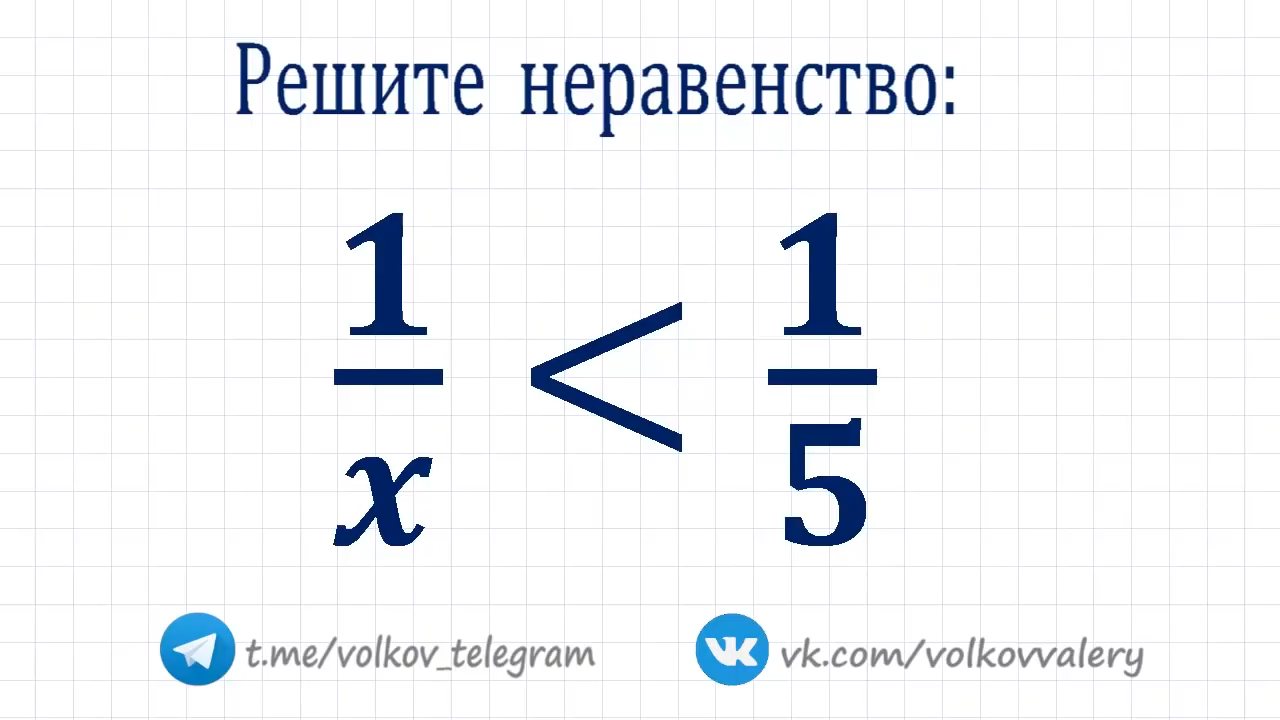 Решите неравенство:
1/x < 1/5
t.me/volkov_telegram
vk.com/volkovvalery